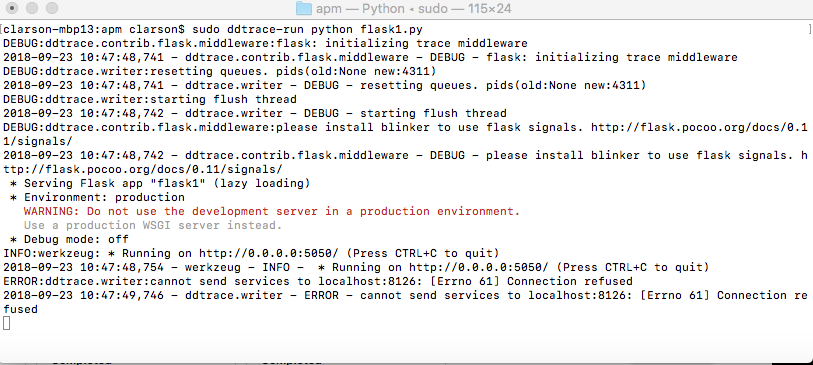 apm — Python ◂ sudo — 115×24
[clarson-mbp13:apm clarson$ sudo ddtrace-run python flask1.py ]
DEBUG:ddtrace.contrib.flask.middleware:flask: initializing trace middleware
2018-09-23 10:47:48,741 - ddtrace.contrib.flask.middleware - DEBUG - flask: initializing trace middleware
DEBUG:ddtrace.writer:resetting queues. pids(old:None new:4311)
2018-09-23 10:47:48,741 - ddtrace.writer - DEBUG - resetting queues. pids(old:None new:4311)
DEBUG:ddtrace.writer:starting flush thread
2018-09-23 10:47:48,742 - ddtrace.writer - DEBUG - starting flush thread
DEBUG:ddtrace.contrib.flask.middleware:please install blinker to use flask signals. http://flask.pocoo.org/docs/0.1
1/signals/
2018-09-23 10:47:48,742 - ddtrace.contrib.flask.middleware - DEBUG - please install blinker to use flask signals. h
ttp://flask.pocoo.org/docs/0.11/signals/
 * Serving Flask app "flask1" (lazy loading)
 * Environment: production
   WARNING: Do not use the development server in a production environment.
   Use a production WSGI server instead.
 * Debug mode: off
INFO:werkzeug: * Running on http://0.0.0.0:5050/ (Press CTRL+C to quit)
2018-09-23 10:47:48,754 - werkzeug - INFO -  * Running on http://0.0.0.0:5050/ (Press CTRL+C to quit)
ERROR:ddtrace.writer:cannot send services to localhost:8126: [Errno 61] Connection refused
2018-09-23 10:47:49,746 - ddtrace.writer - ERROR - cannot send services to localhost:8126: [Errno 61] Connection re
fused